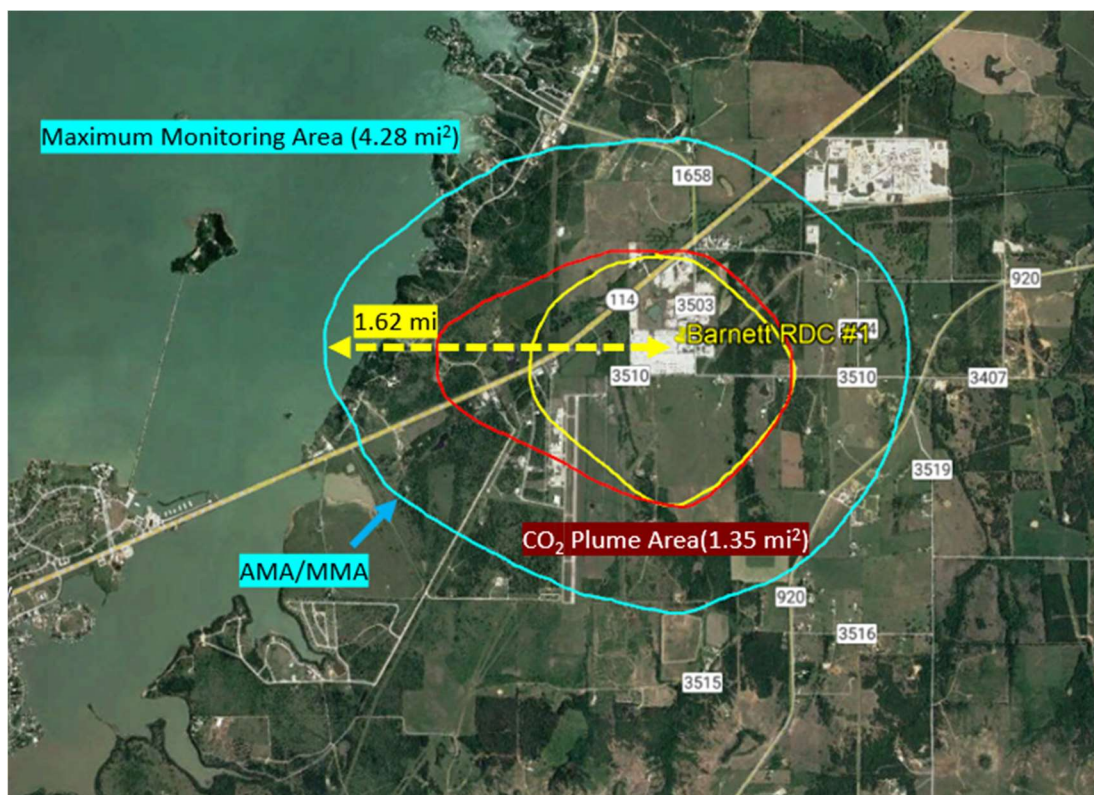 Maximum Monitoring Area (4.28 mi²)
1658
920
1.62 mi
114
3503
Barnett RDC #1
3510
3510
3407
3519
CO₂ Plume Area(1.35 mi²)
AMA/MMA
920
3516
3515